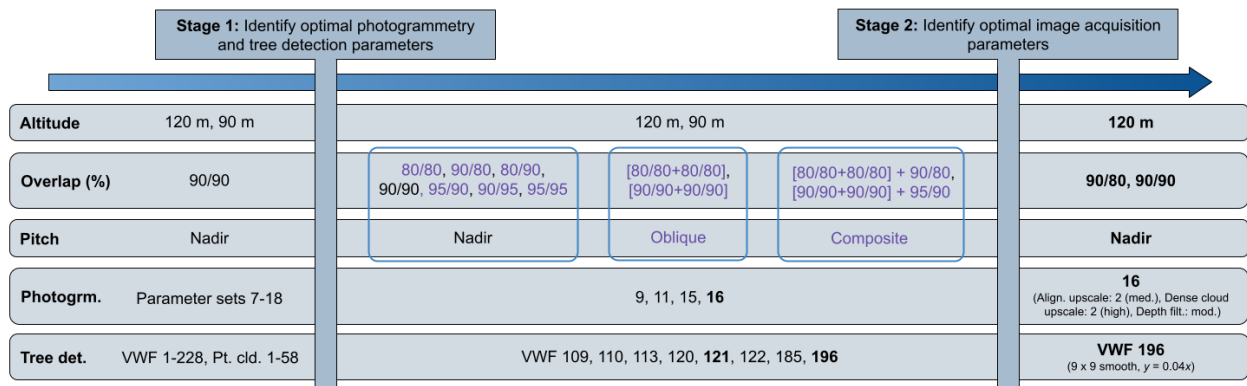 Stage 1: Identify optimal photogrammetry
and tree detection parameters
Stage 2: Identify optimal image acquisition
parameters
Altitude
120 m, 90 m
120 m, 90 m
120 m
Overlap (%)
90/90
80/80, 90/80, 80/90,
90/90, 95/90, 90/95, 95/95
[80/80+80/80],
[90/90+90/90]
[80/80+80/80] + 90/80,
[90/90+90/90] + 95/90
90/80, 90/90
Pitch
Nadir
Nadir
Oblique
Composite
Nadir
Photogrm.
Parameter sets 7-18
9, 11, 15, 16
16
(Align. upscale: 2 (med.), Dense cloud
upscale: 2 (high), Depth filt.: mod.)
Tree det.
VWF 1-228, Pt. cld. 1-58
VWF 109, 110, 113, 120, 121, 122, 185, 196
VWF 196
(9 x 9 smooth, y = 0.04x)